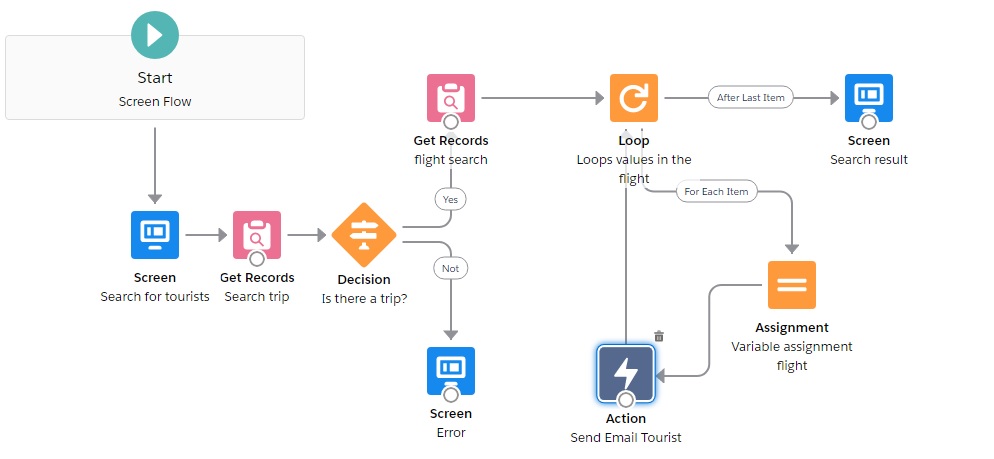 Start
Screen Flow
Get Records
flight search
Loop
Loops values in the
flight
After Last Item
Screen
Search result
Yes
For Each Item
Screen
Search for tourists
Get Records
Search trip
Decision
Is there a trip?
Not
Assignment
Variable assignment
flight
Screen
Error
Action
Send Email Tourist